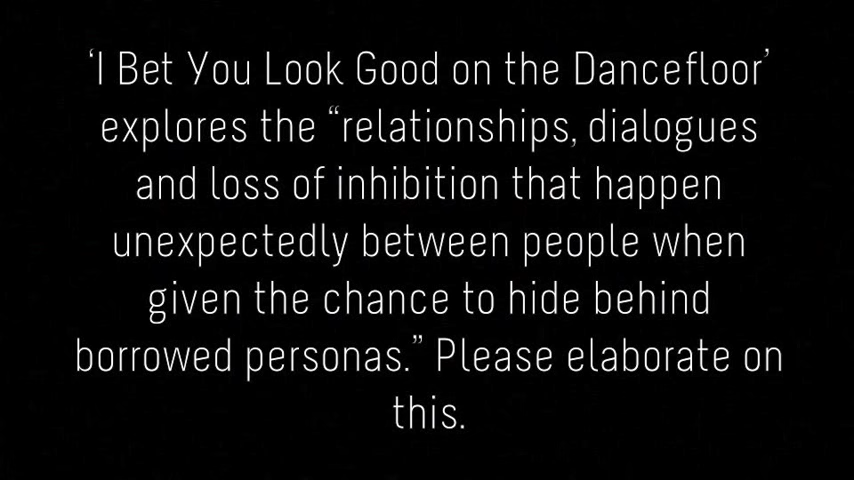 ‘I Bet You Look Good on the Dancefloor’
explores the “relationships, dialogues
and loss of inhibition that happen
unexpectedly between people when
given the chance to hide behind
borrowed personas.” Please elaborate on
this.